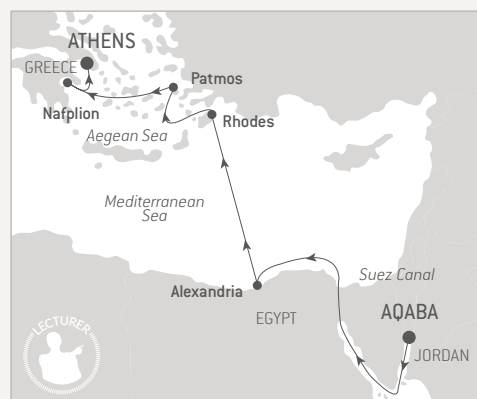 ATHENS
GREECE
Patmos
Nafplion
Rhodes
Aegean Sea
Mediterranean
Sea
Suez Canal
Alexandria
AQABA
EGYPT
JORDAN
LECTURER